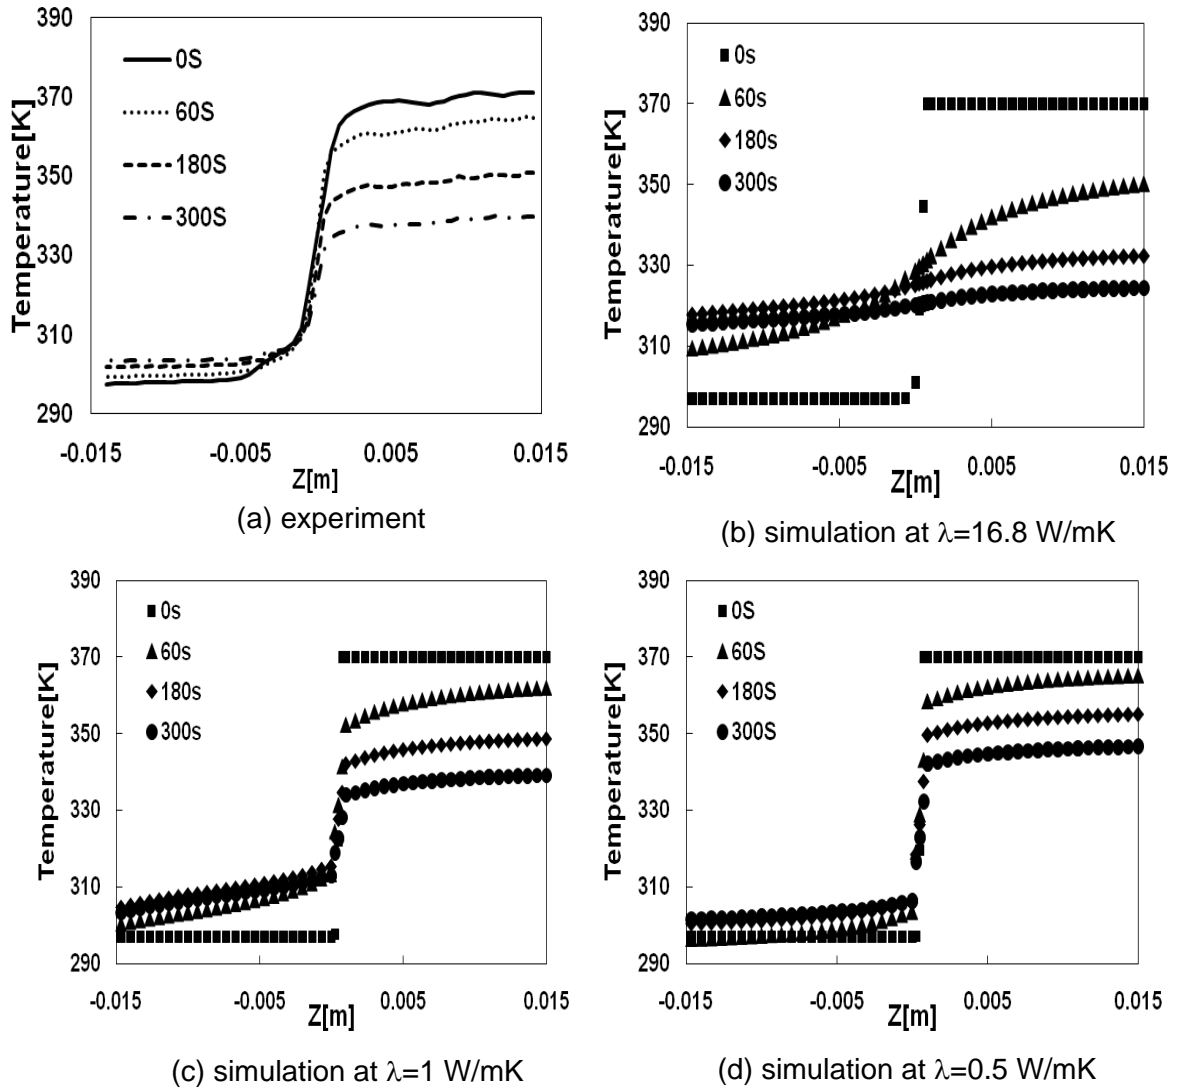 390
370
350
330
310
290
Temperature[K]
0S
60S
180S
300S
-0.015
-0.005
0.005
0.015
Z[m]
(a) experiment
390
370
350
330
310
290
Temperature[K]
0s
60s
180s
300s
-0.015
-0.005
0.005
0.015
Z[m]
(b) simulation at λ=16.8 W/mK
390
370
350
330
310
290
Temperature[K]
0s
60s
180s
300s
-0.015
-0.005
0.005
0.015
Z[m]
(c) simulation at λ=1 W/mK
390
370
350
330
310
290
Temperature[K]
0S
60S
180S
300S
-0.015
-0.005
0.005
0.015
Z[m]
(d) simulation at λ=0.5 W/mK